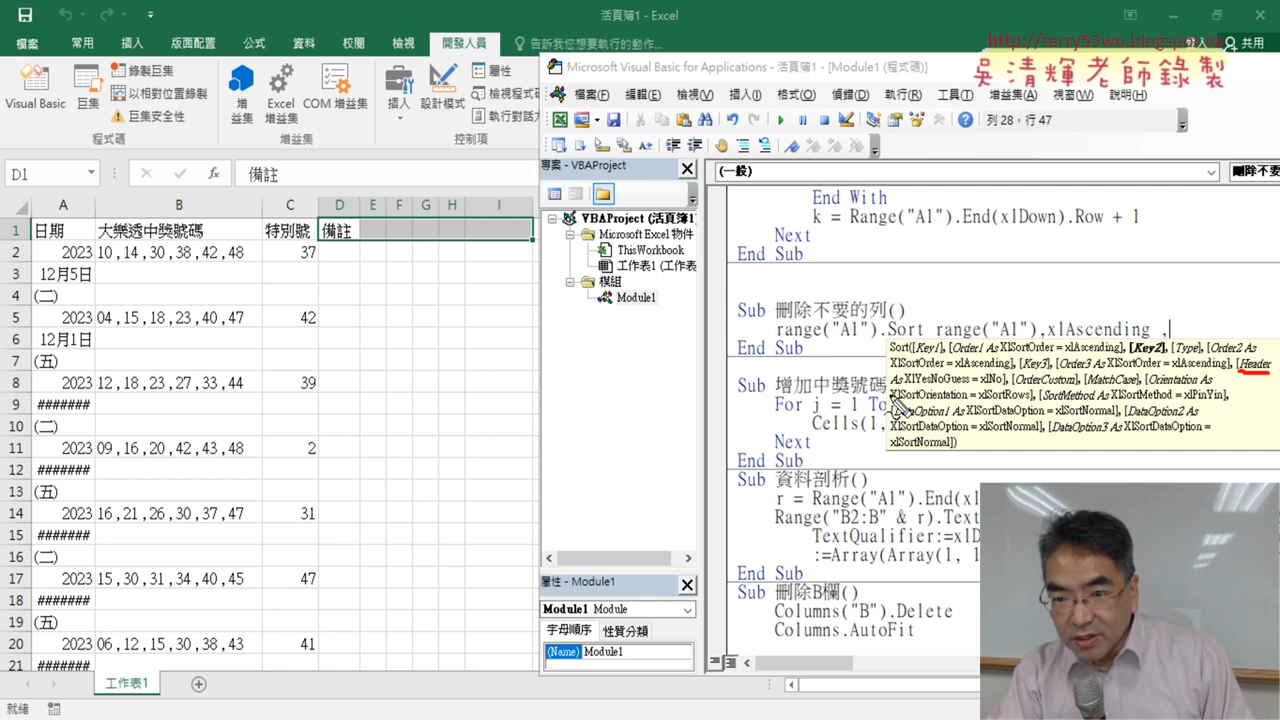 活頁簿1 - Excel
http://terry55wu.blogspot.tw
吳清輝老師錄製
檔案 常用 插入 版面配置 公式 資料 校閱 檢視 開發人員 告訴我您想要執行的動作... 共用
Visual Basic 巨集 錄製巨集 以相對位置錄製 巨集安全性 程式碼
增益集 Excel 增益集 COM 增益集 增益集
插入 設計模式 屬性 檢視程式碼 執行對話方 控制項
D1 fx 備註
A B C D E F G H I
1 日期 大樂透中獎號碼 特別號 備註
2 2023 10,14,30,38,42,48 37
3 12月5日
4 (二)
5 2023 04,15,18,23,40,47 42
6 12月1日
7 (五)
8 2023 12,18,23,27,33,44 39
9 #######
10 (二)
11 2023 09,16,20,42,43,48 2
12 #######
13 (五)
14 2023 16,21,26,30,37,47 31
15 #######
16 (二)
17 2023 15,30,31,34,40,45 47
18 #######
19 (五)
20 2023 06,12,15,30,38,43 41
21 #######
工作表1
就緒
Microsoft Visual Basic for Applications - 活頁簿1 - [Module1 (程式碼)]
檔案(F) 編輯(E) 檢視(V) 插入(I) 格式(O) 偵錯(D) 執行(R) 工具(T) 增益集(A) 視窗(W) 說明(H)
列 28，行 47
專案 - VBAProject
VBAProject (活頁簿1
Microsoft Excel 物件
ThisWorkbook
工作表1 (工作表
模組
Module1
屬性 - Module1
Module1 Module
字母順序 性質分類
(Name) Module1
(一般) 刪除不要
End With
k = Range("A1").End(xlDown).Row + 1
Next
End Sub
Sub 刪除不要的列()
range("A1").Sort range("A1"),xlAscending ,
End Sub
Sort([Key1], [Order1 As XlSortOrder = xlAscending], [Key2], [Type], [Order2 As
XlSortOrder = xlAscending], [Key3], [Order3 As XlSortOrder = xlAscending], [Header
As XlYesNoGuess = xlNo], [OrderCustom], [MatchCase], [Orientation As
XlSortOrientation = xlSortRows], [SortMethod As XlSortMethod = xlPinYin],
[DataOption1 As XlSortDataOption = xlSortNormal], [DataOption2 As
XlSortDataOption = xlSortNormal], [DataOption3 As XlSortDataOption =
xlSortNormal])
Sub 增加中獎號碼
For j = 1 To
Cells(1,
Next
End Sub
Sub 資料剖析()
r = Range("A1").End(xl
Range("B2:B" & r).Text
TextQualifier:=xlD
:=Array(Array(1, 1
End Sub
Sub 刪除B欄()
Columns("B").Delete
Columns.AutoFit